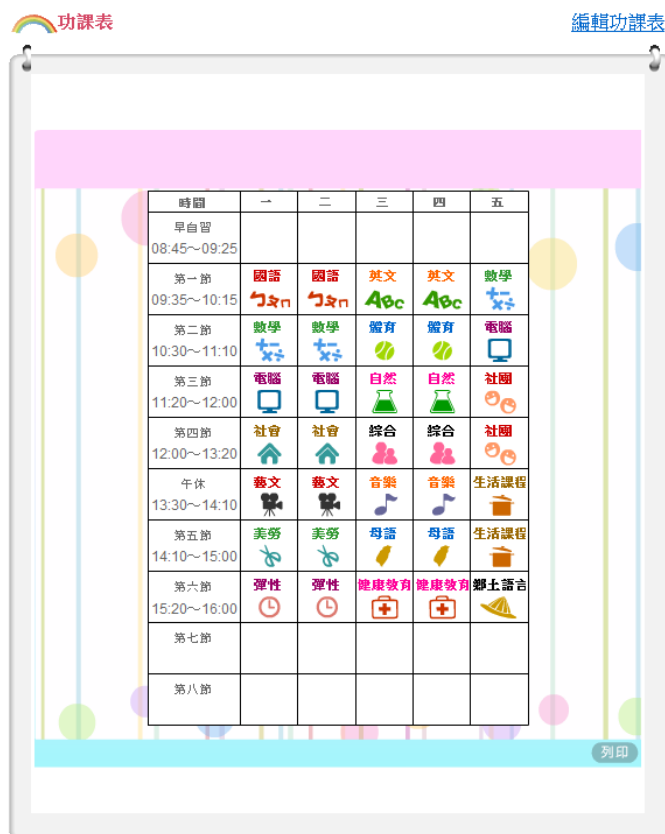 功課表 編輯功課表
時間 一 二 三 四 五
早自習
08:45～09:25
第一節 國語 國語 英文 英文 數學
09:35～10:15 ㄅㄆㄇ ㄅㄆㄇ ABC ABC
第二節 數學 數學 體育 體育 電腦
10:30～11:10
第三節 電腦 電腦 自然 自然 社團
11:20～12:00
第四節 社會 社會 綜合 綜合 社團
12:00～13:20
午休 藝文 藝文 音樂 音樂 生活課程
13:30～14:10
第五節 美勞 美勞 母語 母語 生活課程
14:10～15:00
第六節 彈性 彈性 健康教育 健康教育 鄉土語言
15:20～16:00
第七節
第八節
列印